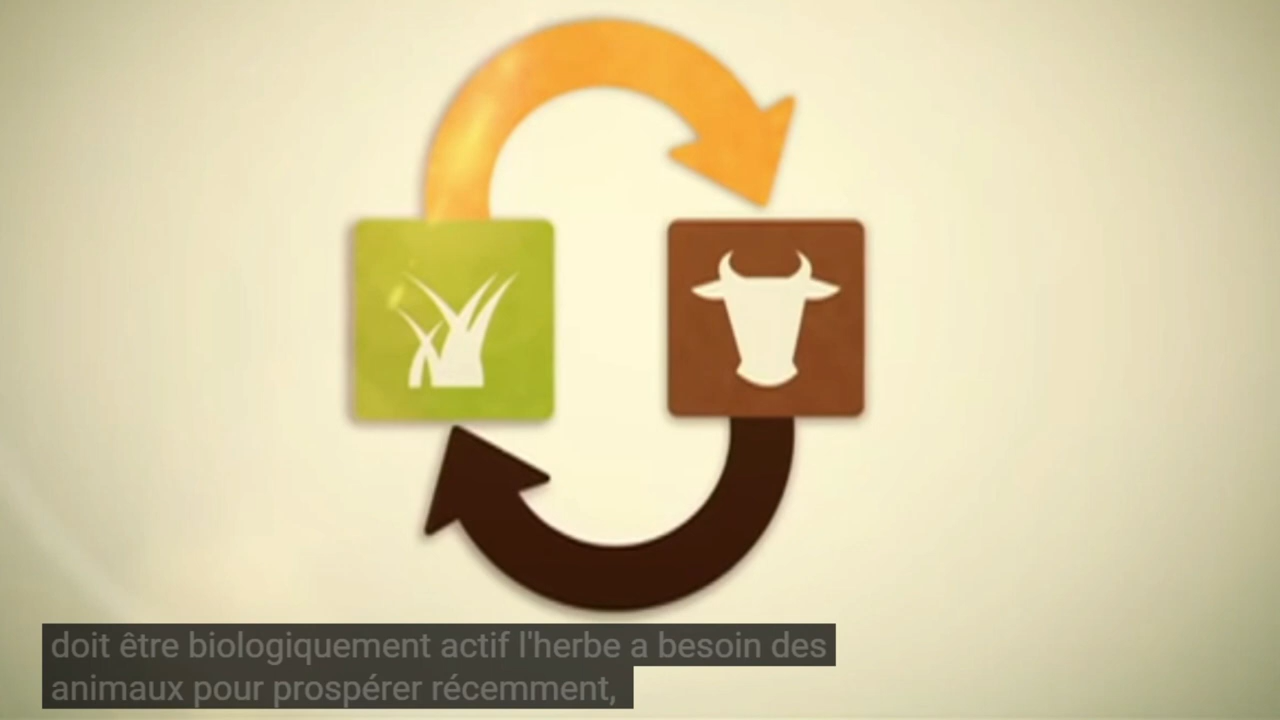 doit être biologiquement actif l'herbe a besoin des
animaux pour prospérer récemment,